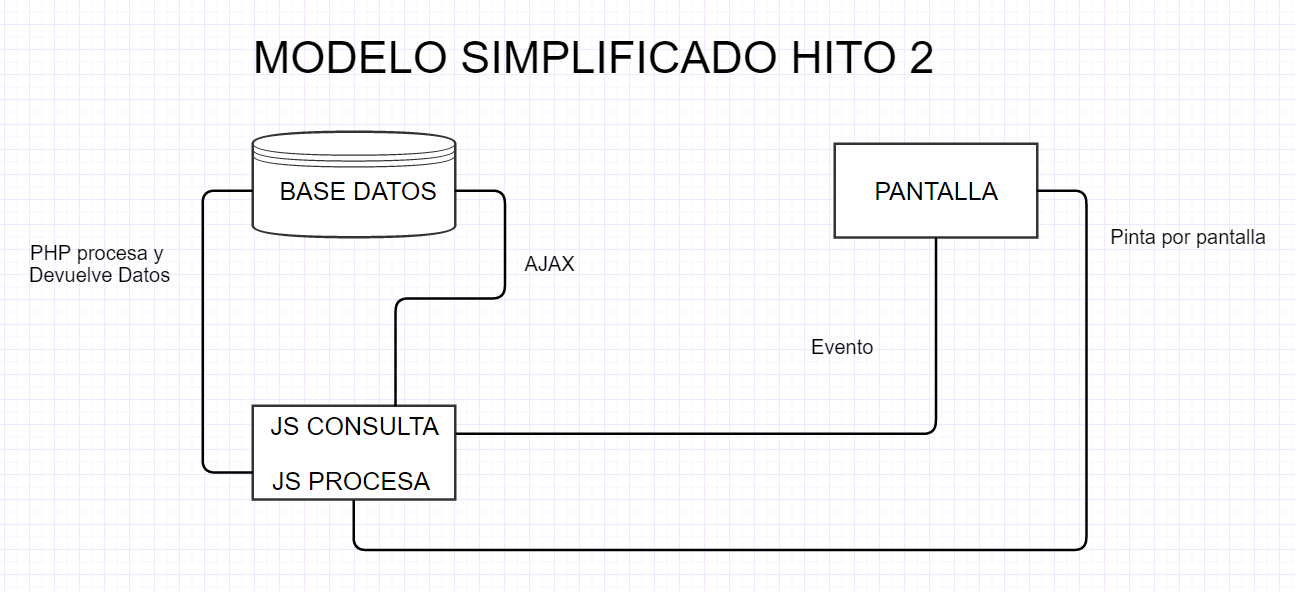 MODELO SIMPLIFICADO HITO 2
BASE DATOS
PANTALLA
PHP procesa y
Devuelve Datos
AJAX
Pinta por pantalla
Evento
JS CONSULTA
JS PROCESA